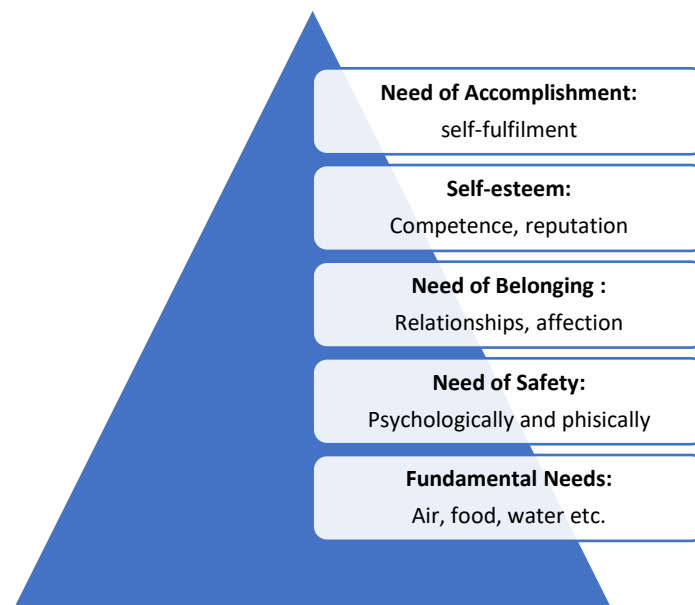 Need of Accomplishment:
self-fulfilment
Self-esteem:
Competence, reputation
Need of Belonging :
Relationships, affection
Need of Safety:
Psychologically and phisically
Fundamental Needs:
Air, food, water etc.